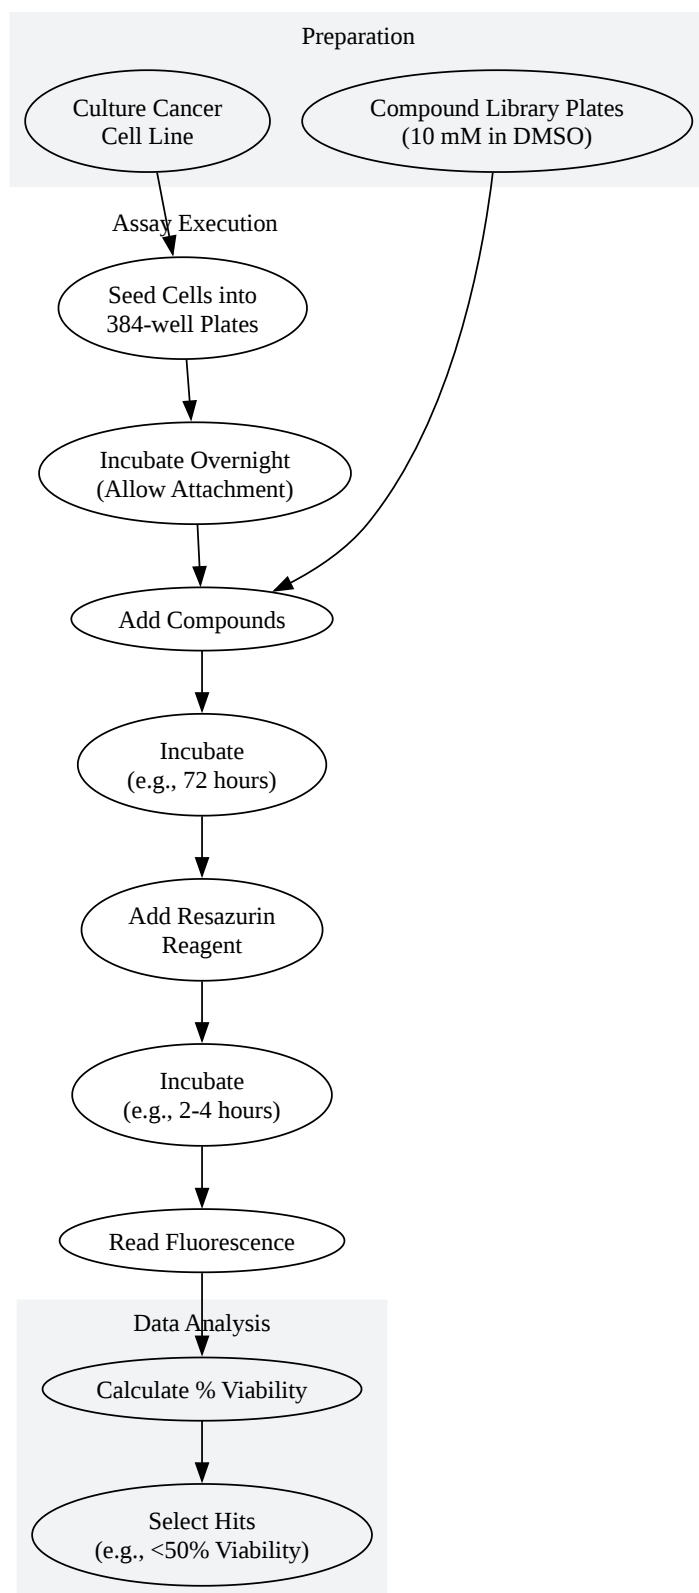 Preparation
Culture Cancer
Cell Line
Compound Library Plates
(10 mM in DMSO)
Assay Execution
Seed Cells into
384-well Plates
Incubate Overnight
(Allow Attachment)
Add Compounds
Incubate
(e.g., 72 hours)
Add Resazurin
Reagent
Incubate
(e.g., 2-4 hours)
Read Fluorescence
Data Analysis
Calculate % Viability
Select Hits
(e.g., <50% Viability)